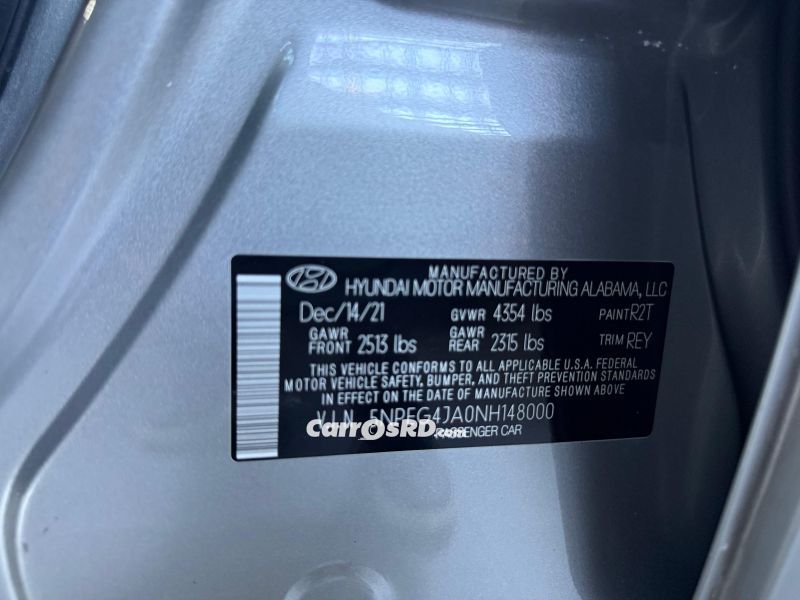 MANUFACTURED BY
HYUNDAI MOTOR MANUFACTURING ALABAMA, LLC
Dec/14/21 GVWR 4354 lbs PAINT R2T
GAWR FRONT 2513 lbs GAWR REAR 2315 lbs TRIM REY
THIS VEHICLE CONFORMS TO ALL APPLICABLE U.S.A. FEDERAL
MOTOR VEHICLE SAFETY, BUMPER, AND THEFT PREVENTION STANDARDS
IN EFFECT ON THE DATE OF MANUFACTURE SHOWN ABOVE
V.I.N. 5NPEG4JA0NH148000
CarrosRD.com
PASSENGER CAR